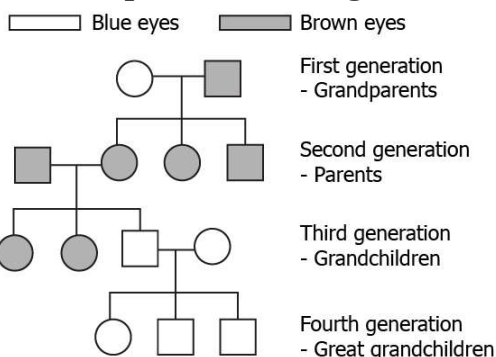 Blue eyes
Brown eyes
First generation
- Grandparents
Second generation
- Parents
Third generation
- Grandchildren
Fourth generation
- Great grandchildren